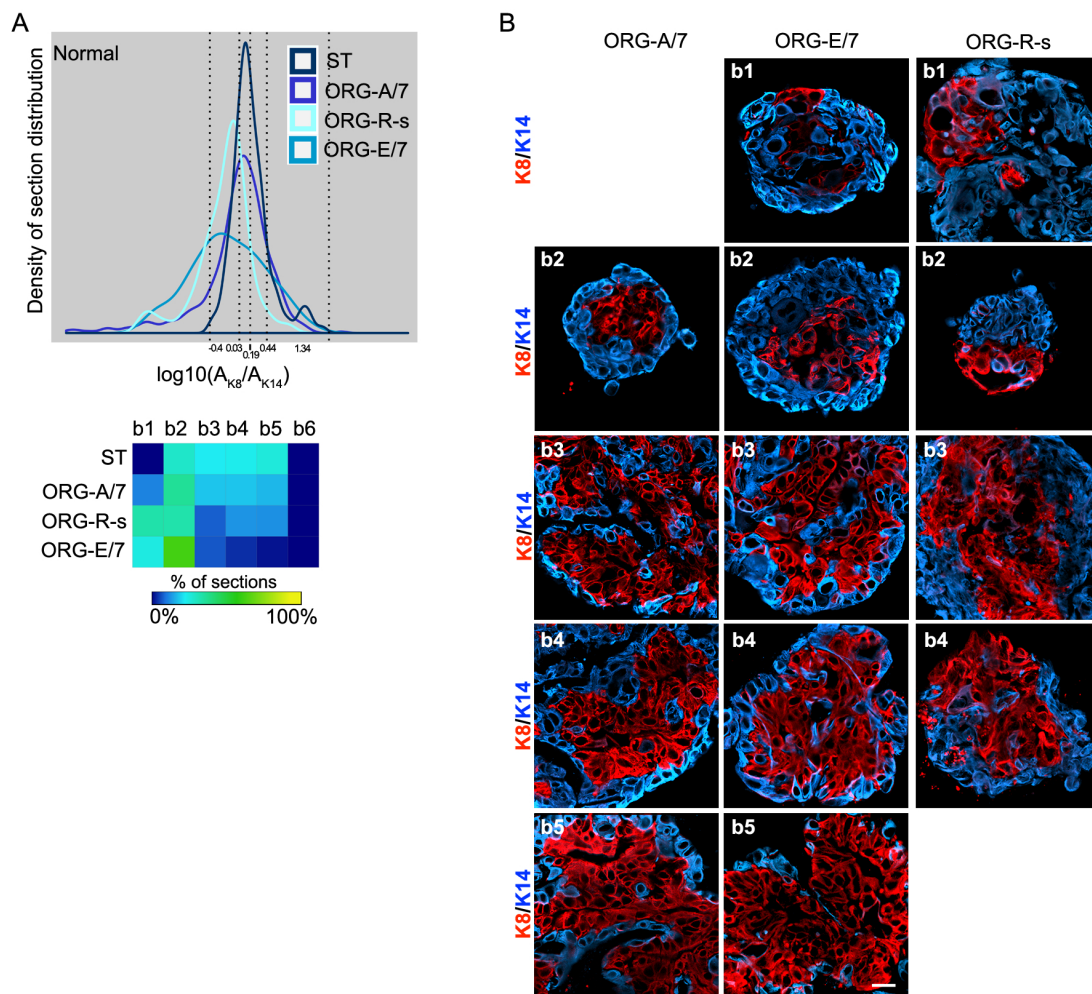 A
Normal
ST
ORG-A/7
ORG-R-s
ORG-E/7
Density of section distribution
-0.4 0.03 0.19 0.44 1.34
log10(A_K8/A_K14)
b1 b2 b3 b4 b5 b6
ST
ORG-A/7
ORG-R-s
ORG-E/7
% of sections
0% 100%
B
ORG-A/7 ORG-E/7 ORG-R-s
K8/K14
b1 b1
K8/K14
b2 b2 b2
K8/K14
b3 b3 b3
K8/K14
b4 b4 b4
K8/K14
b5 b5